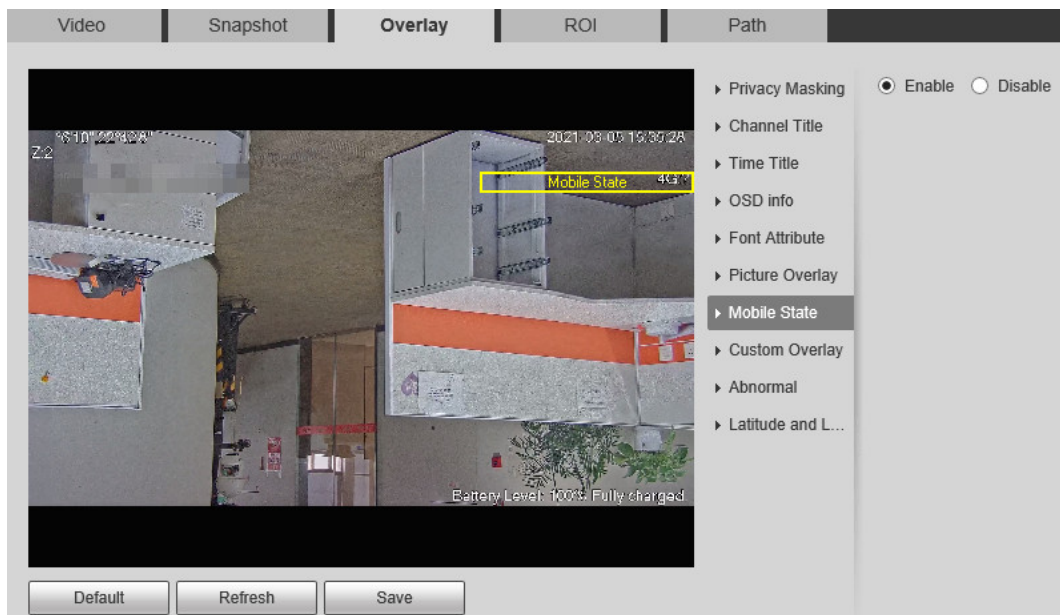 Video
Snapshot
Overlay
ROI
Path
Z:2
2021-03-05 15:35:28
Mobile State
4G
Battery Level: 100% Fully charged
Privacy Masking
Channel Title
Time Title
OSD info
Font Attribute
Picture Overlay
Mobile State
Custom Overlay
Abnormal
Latitude and L...
Enable
Disable
Default
Refresh
Save